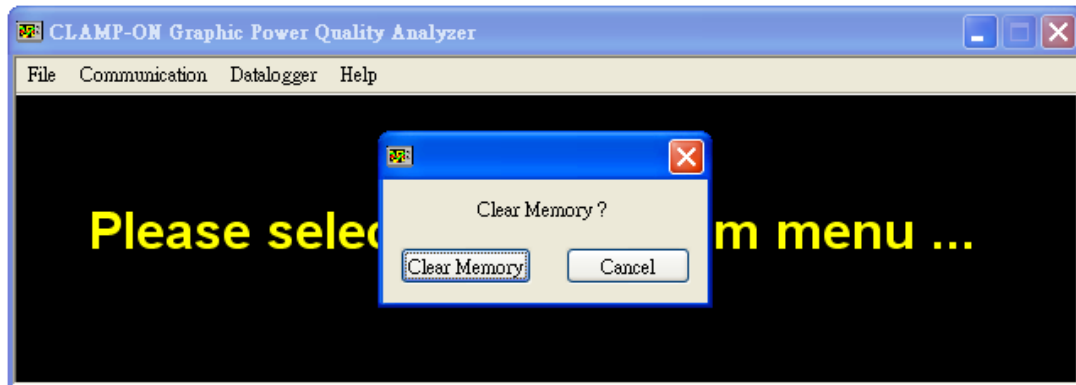 CLAMP-ON Graphic Power Quality Analyzer
File Communication Datalogger Help
Clear Memory ?
Please selec m menu ...
Clear Memory Cancel